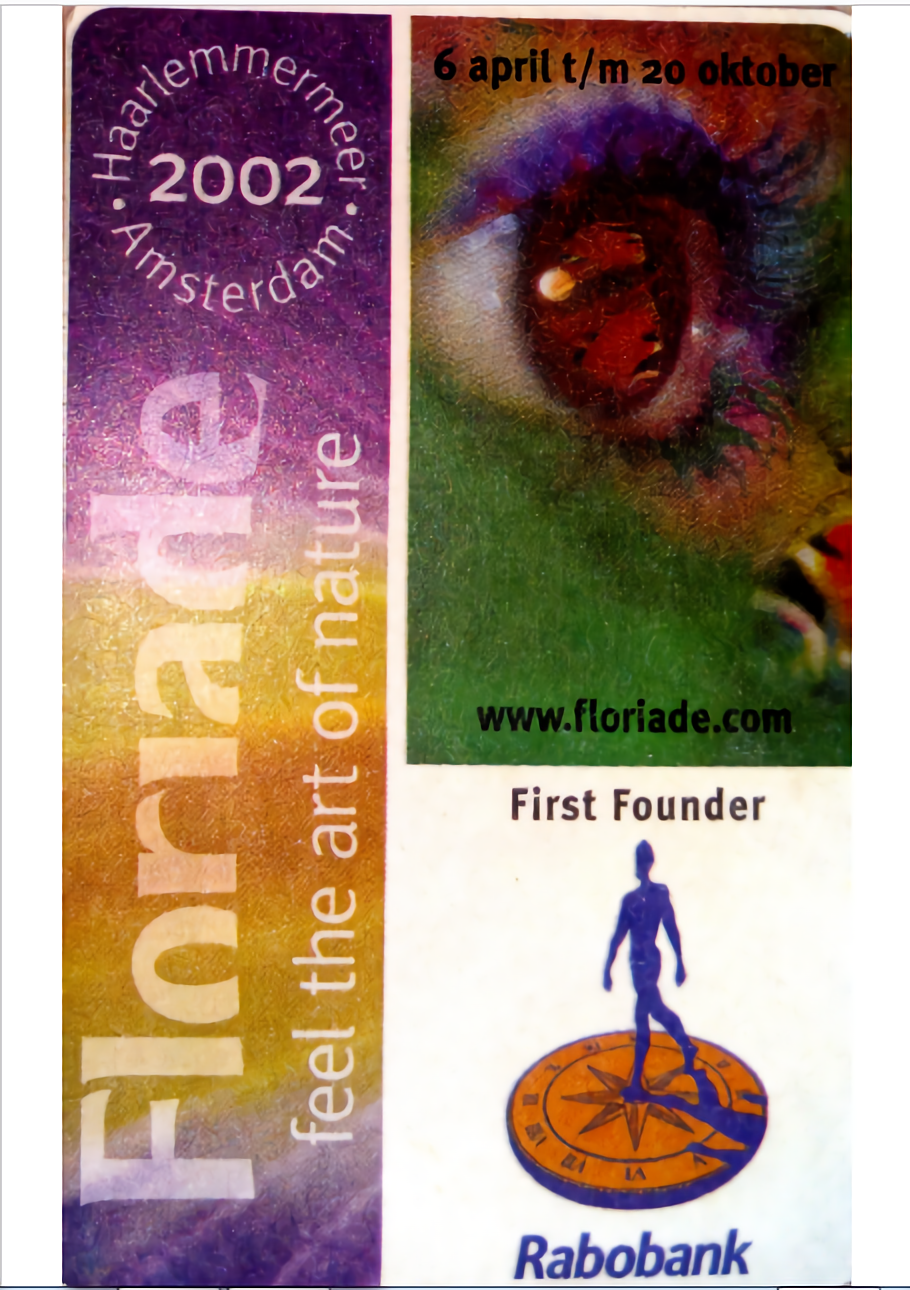 Haarlemmermeer
2002
Amsterdam
Floriade
feel the art of nature
6 april t/m 20 oktober
www.floriade.com
First Founder
Rabobank